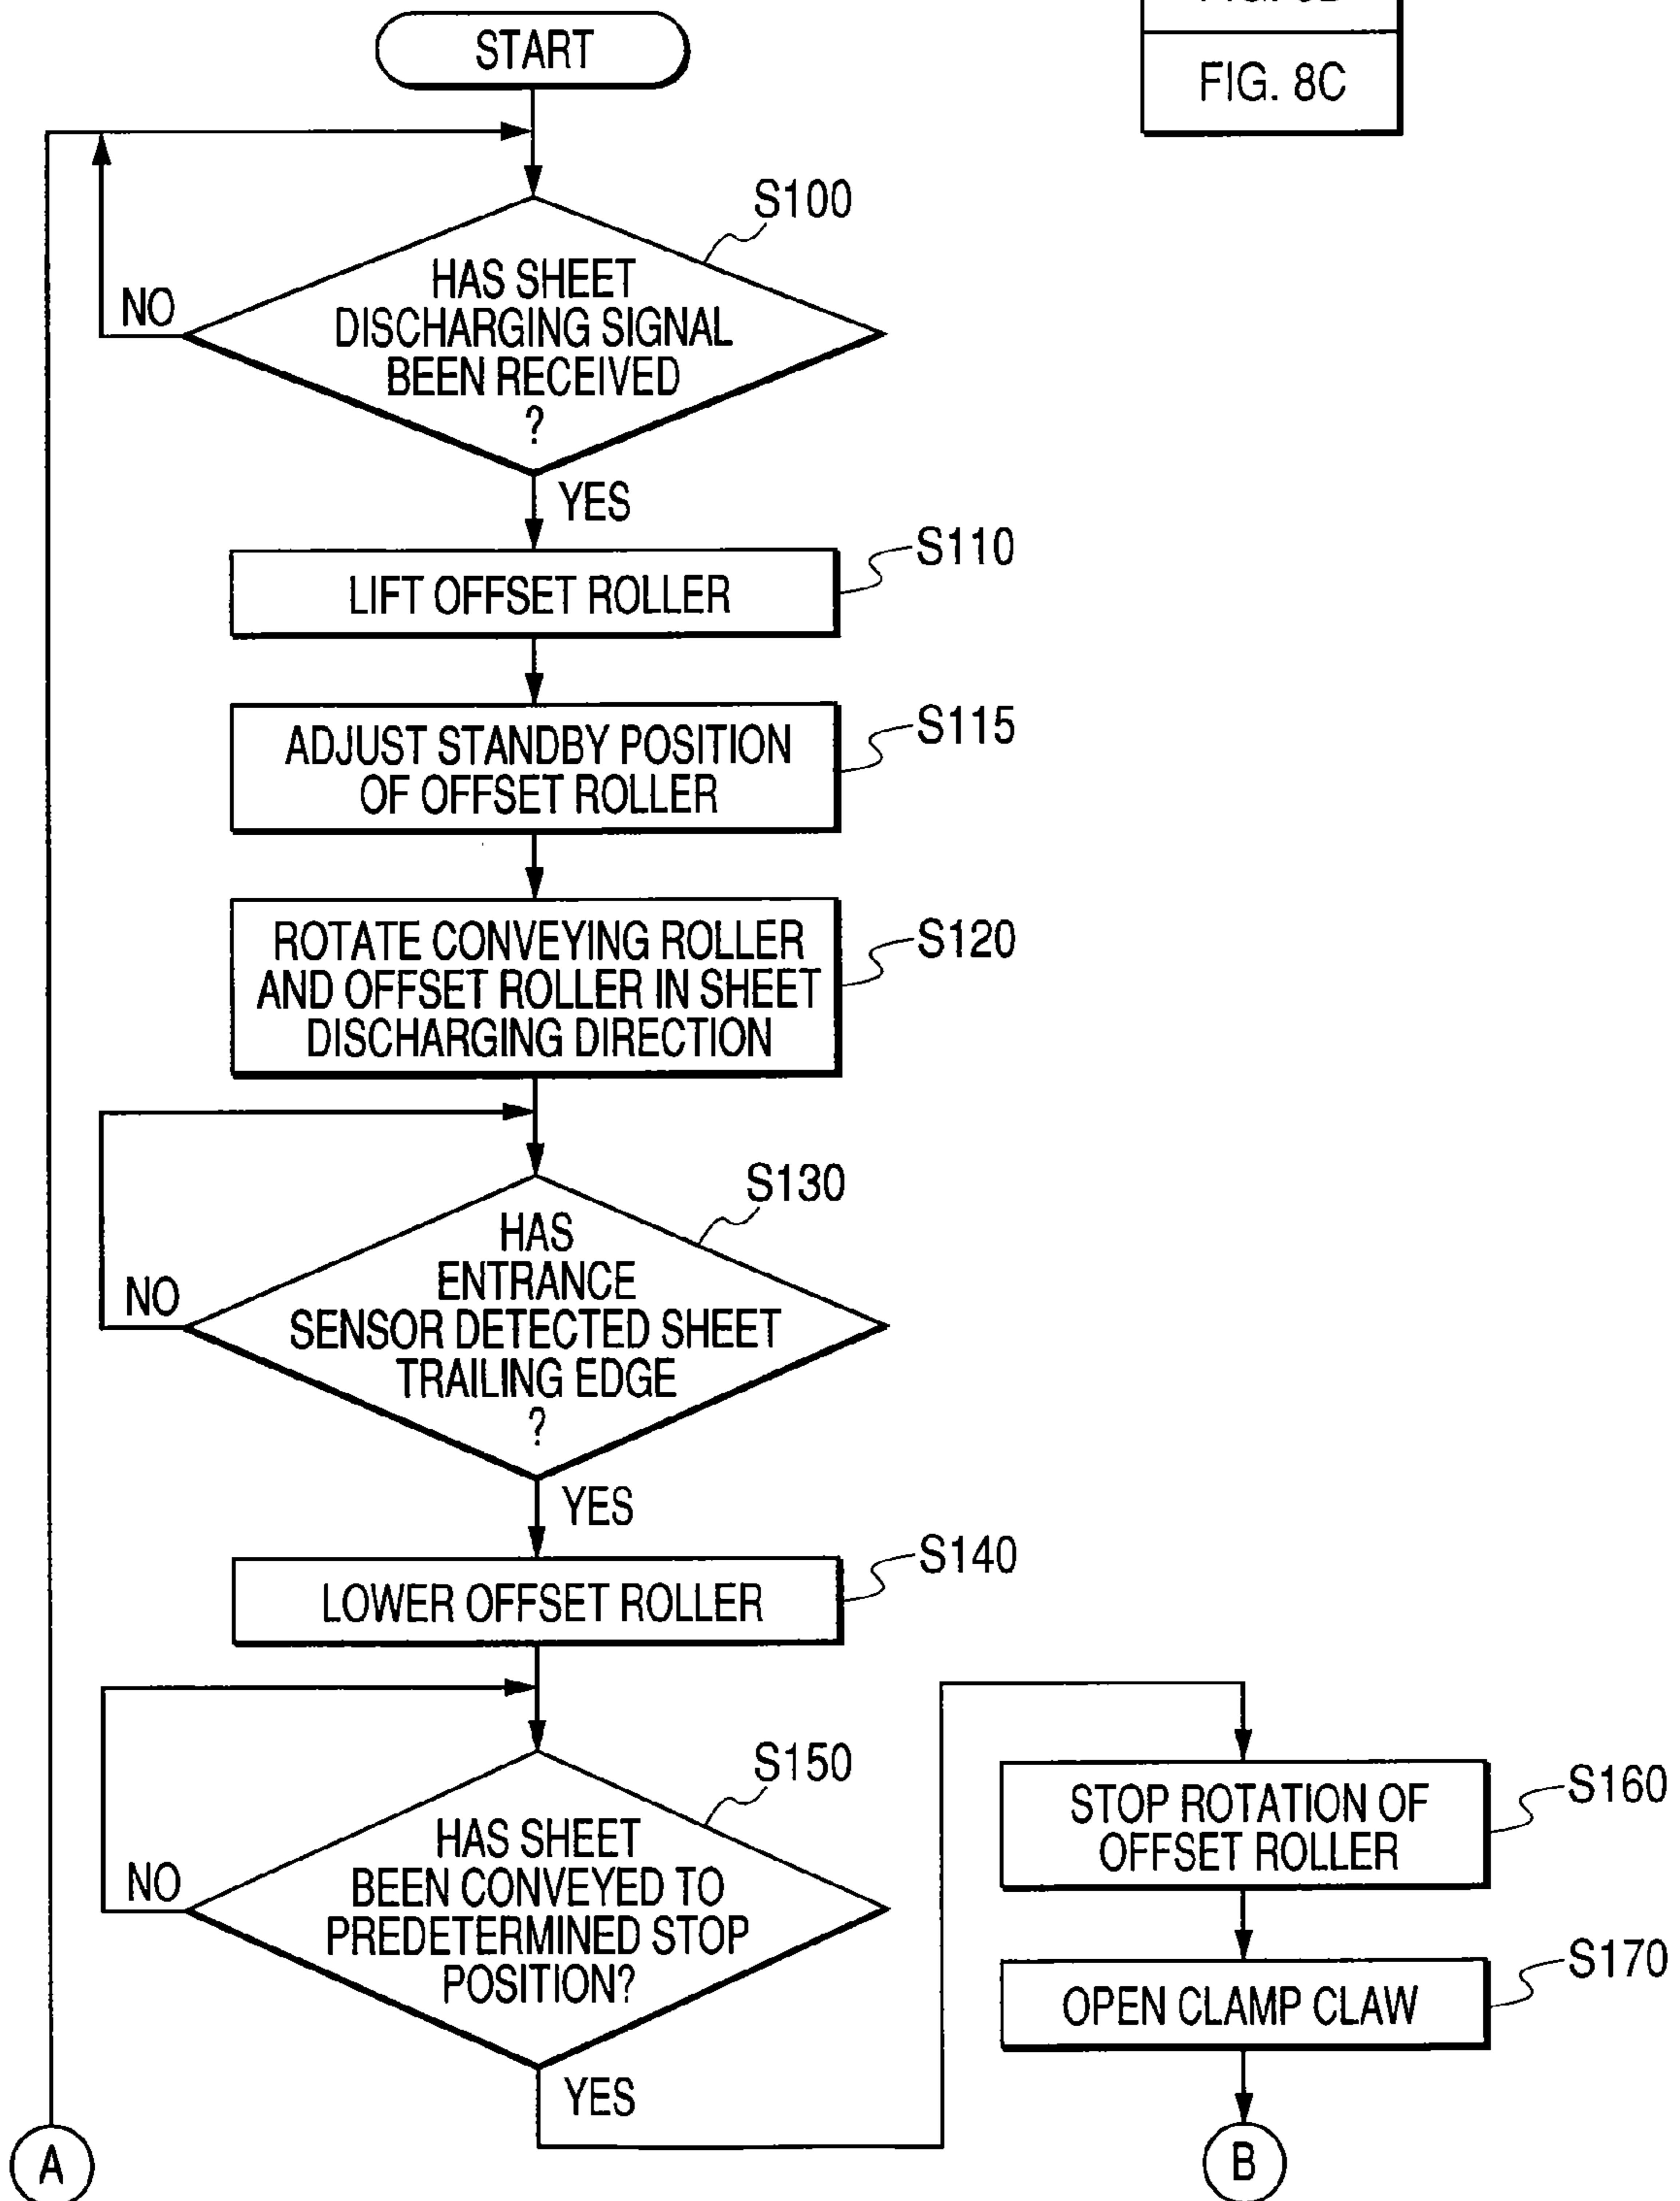 START
FIG. 8C
S100
HAS SHEET
DISCHARGING SIGNAL
BEEN RECEIVED
?
NO
YES
S110
LIFT OFFSET ROLLER
S115
ADJUST STANDBY POSITION
OF OFFSET ROLLER
S120
ROTATE CONVEYING ROLLER
AND OFFSET ROLLER IN SHEET
DISCHARGING DIRECTION
S130
HAS
ENTRANCE
SENSOR DETECTED SHEET
TRAILING EDGE
?
NO
YES
S140
LOWER OFFSET ROLLER
S150
HAS SHEET
BEEN CONVEYED TO
PREDETERMINED STOP
POSITION?
NO
YES
S160
STOP ROTATION OF
OFFSET ROLLER
S170
OPEN CLAMP CLAW
A
B